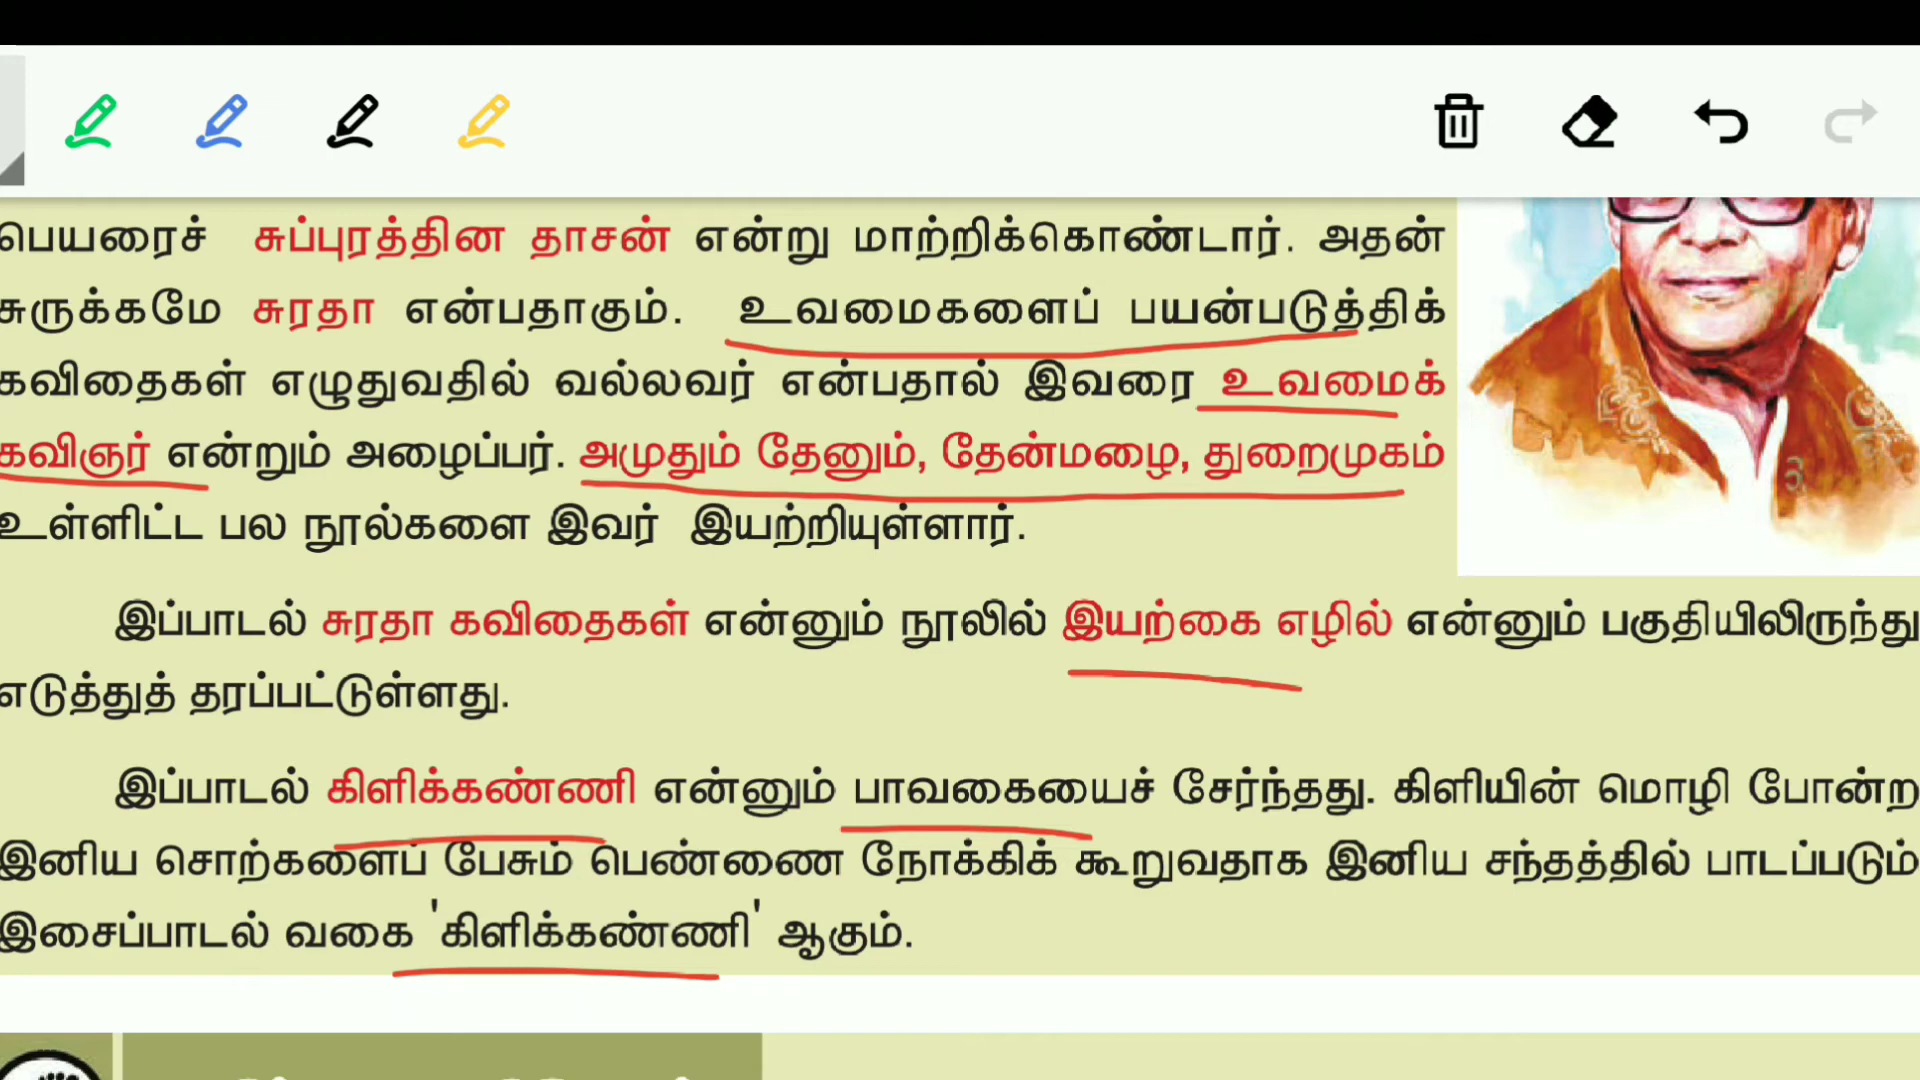 பெயரைச் சுப்புரத்தின தாசன் என்று மாற்றிக்கொண்டார். அதன்
சுருக்கமே சுரதா என்பதாகும். உவமைகளைப் பயன்படுத்திக்
கவிதைகள் எழுதுவதில் வல்லவர் என்பதால் இவரை உவமைக்
கவிஞர் என்றும் அழைப்பர். அமுதும் தேனும், தேன்மழை, துறைமுகம்
உள்ளிட்ட பல நூல்களை இவர் இயற்றியுள்ளார்.
இப்பாடல் சுரதா கவிதைகள் என்னும் நூலில் இயற்கை எழில் என்னும் பகுதியிலிருந்து
எடுத்துத் தரப்பட்டுள்ளது.
இப்பாடல் கிளிக்கண்ணி என்னும் பாவகையைச் சேர்ந்தது. கிளியின் மொழி போன்ற
இனிய சொற்களைப் பேசும் பெண்ணை நோக்கிக் கூறுவதாக இனிய சந்தத்தில் பாடப்படும்
இசைப்பாடல் வகை 'கிளிக்கண்ணி' ஆகும்.